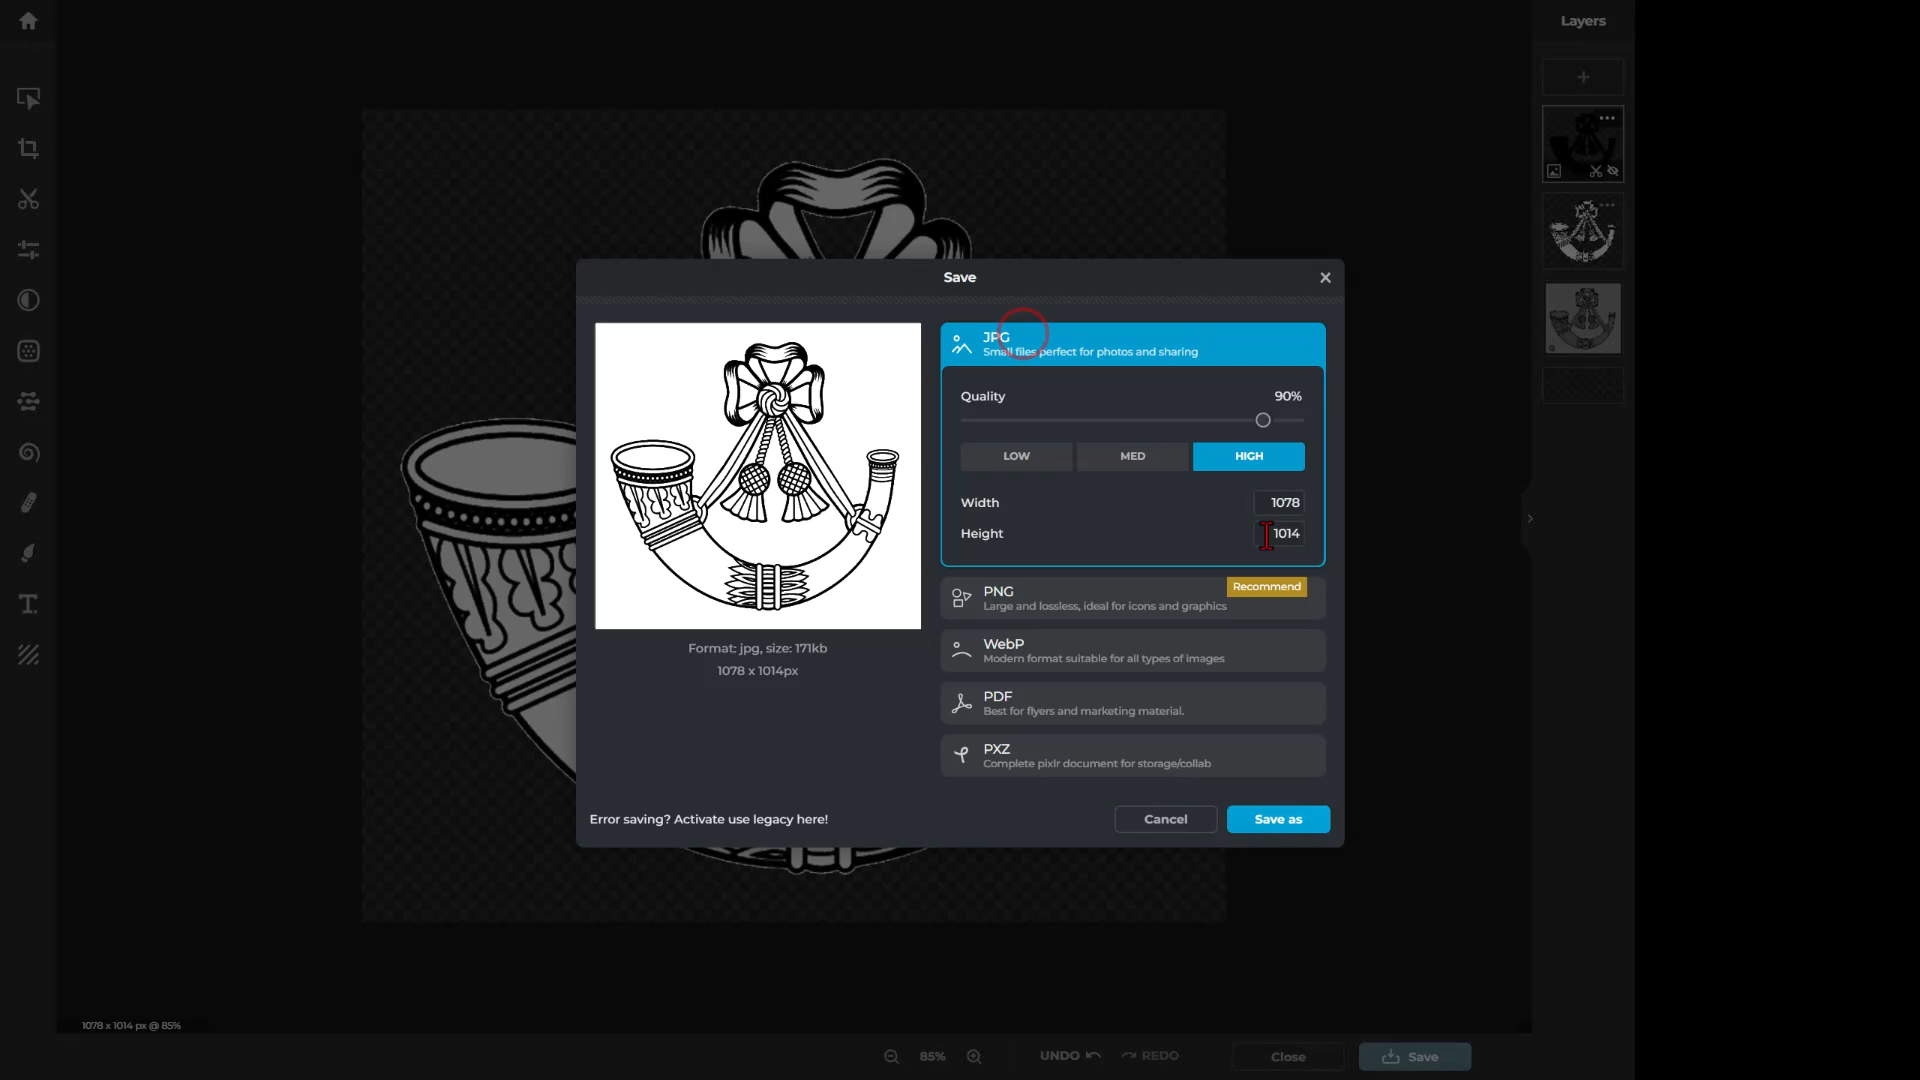 Layers
Save
JPG
Small files perfect for photos and sharing
Quality 90%
LOW MED HIGH
Width 1078
Height 1014
Recommend
PNG
Large and lossless, ideal for icons and graphics
WebP
Modern format suitable for all types of images
PDF
Best for flyers and marketing material.
PXZ
Complete pixlr document for storage/collab
Format: jpg, size: 171kb
1078 x 1014px
Error saving? Activate use legacy here!
Cancel Save as
1078 x 1014 px @ 85%
85% UNDO REDO Close Save